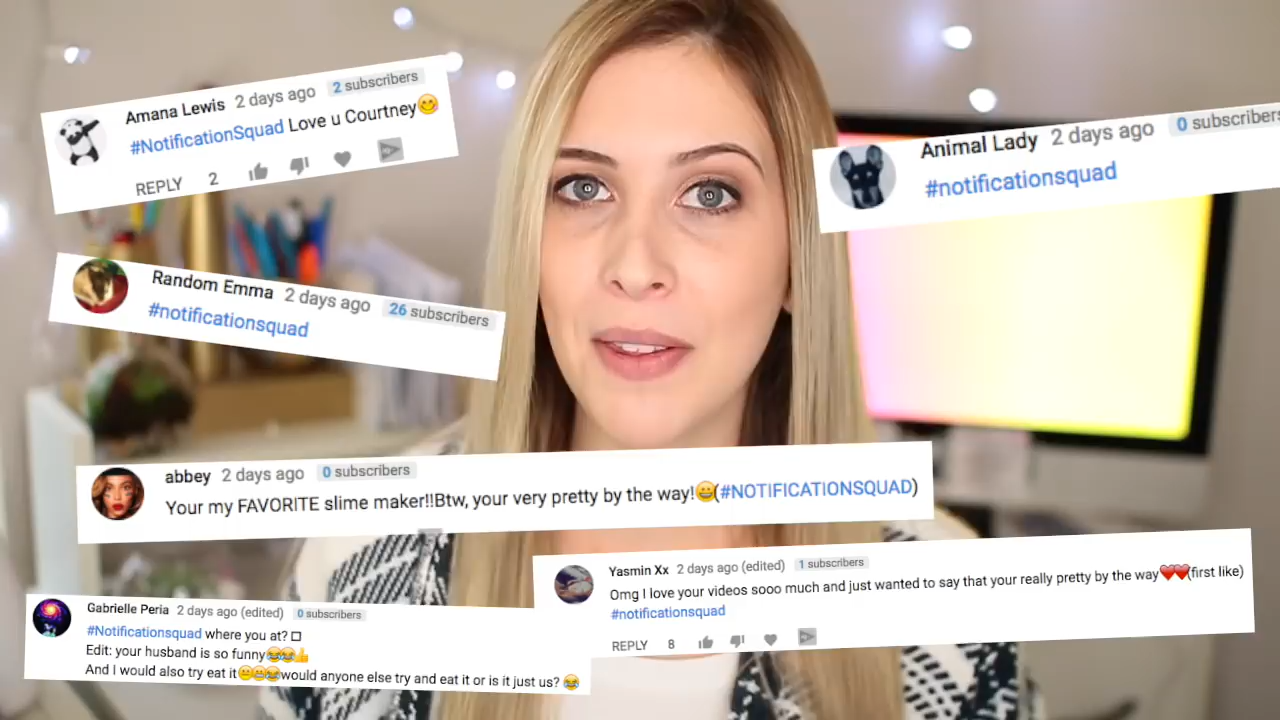 Amana Lewis 2 days ago 2 subscribers
#NotificationSquad Love u Courtney😋
REPLY 2
Animal Lady 2 days ago 0 subscribers
#notificationsquad
Random Emma 2 days ago 26 subscribers
#notificationsquad
abbey 2 days ago 0 subscribers
Your my FAVORITE slime maker!!Btw, your very pretty by the way!😀(#NOTIFICATIONSQUAD)
Yasmin Xx 2 days ago (edited) 1 subscribers
Omg I love your videos sooo much and just wanted to say that your really pretty by the way❤️❤️(first like)
#notificationsquad
REPLY 8
Gabrielle Peria 2 days ago (edited) 0 subscribers
#Notificationsquad where you at? □
Edit: your husband is so funny😂😂👍
And I would also try eat it😐😬😂would anyone else try and eat it or is it just us? 😂